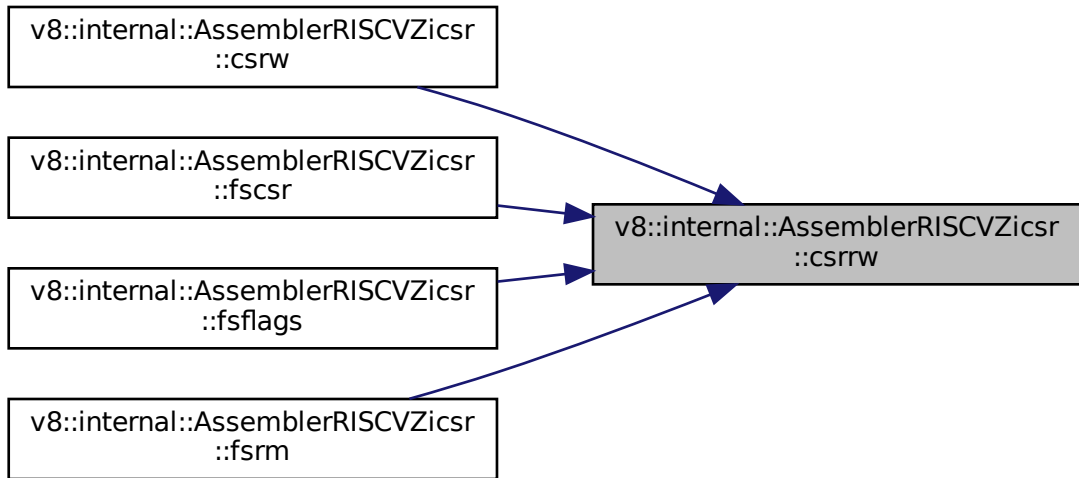 v8::internal::AssemblerRISCVZicsr
::csrw
v8::internal::AssemblerRISCVZicsr
::fscsr
v8::internal::AssemblerRISCVZicsr
::csrrw
v8::internal::AssemblerRISCVZicsr
::fsflags
v8::internal::AssemblerRISCVZicsr
::fsrm